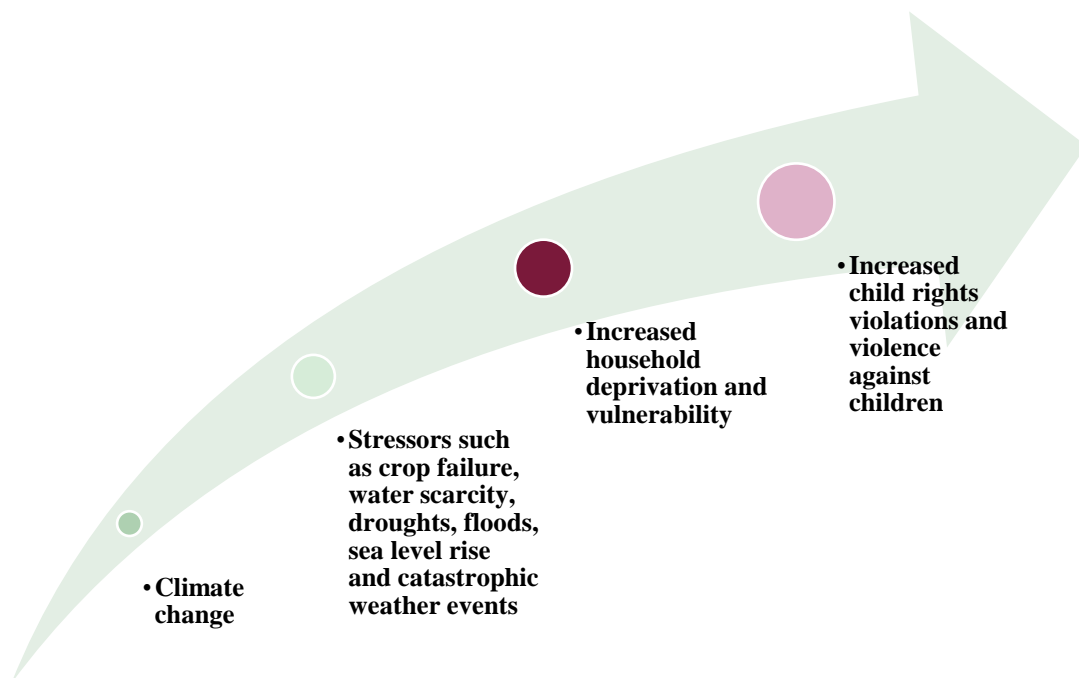 • Climate
change
• Stressors such
as crop failure,
water scarcity,
droughts, floods,
sea level rise
and catastrophic
weather events
• Increased
household
deprivation and
vulnerability
• Increased
child rights
violations and
violence
against
children